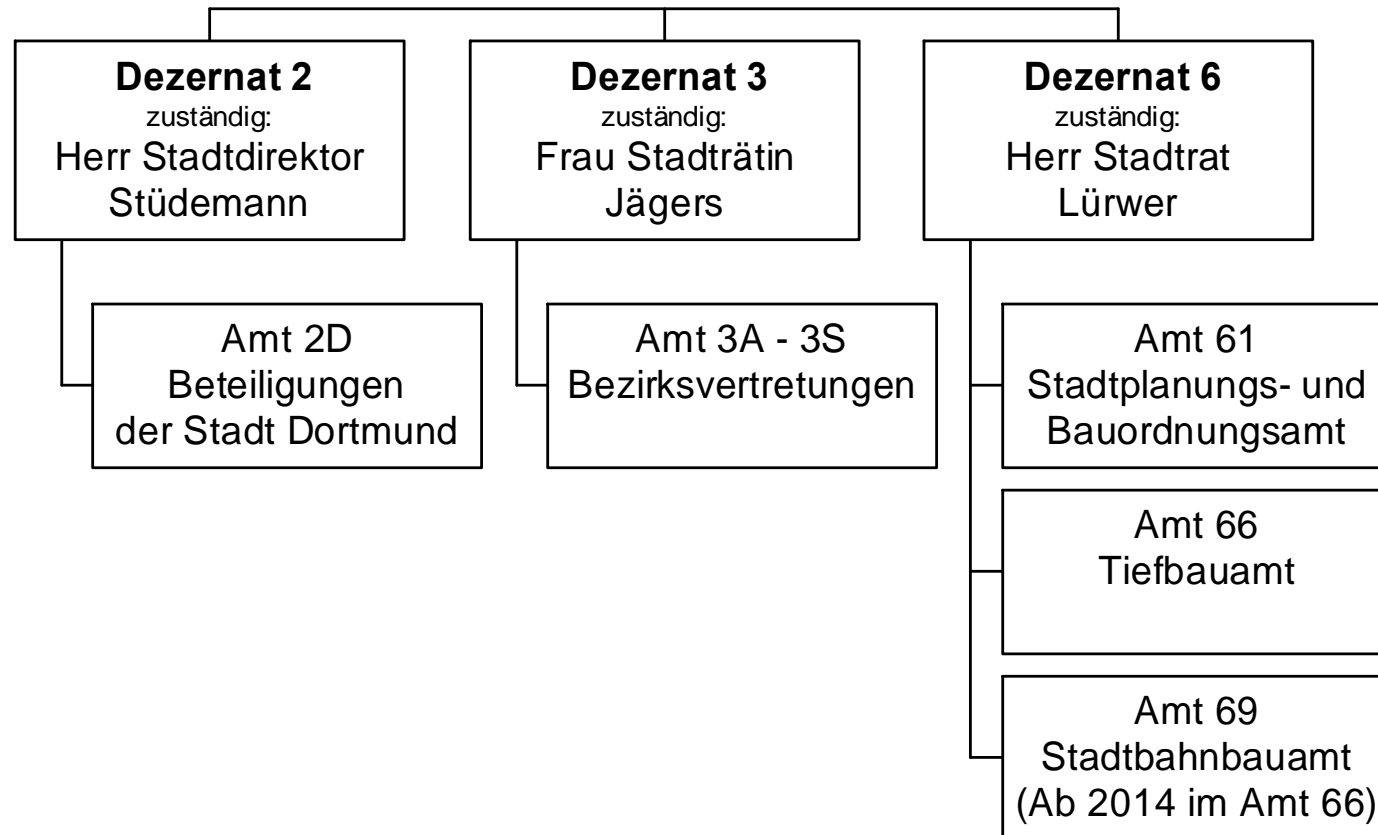 Dezernat 2
zuständig:
Herr Stadtdirektor
Stüdemann
Dezernat 3
zuständig:
Frau Stadträtin
Jägers
Dezernat 6
zuständig:
Herr Stadtrat
Lürwer
Amt 2D
Beteiligungen
der Stadt Dortmund
Amt 3A - 3S
Bezirksvertretungen
Amt 61
Stadtplanungs- und
Bauordnungsamt
Amt 66
Tiefbauamt
Amt 69
Stadtbahnbauamt
(Ab 2014 im Amt 66)